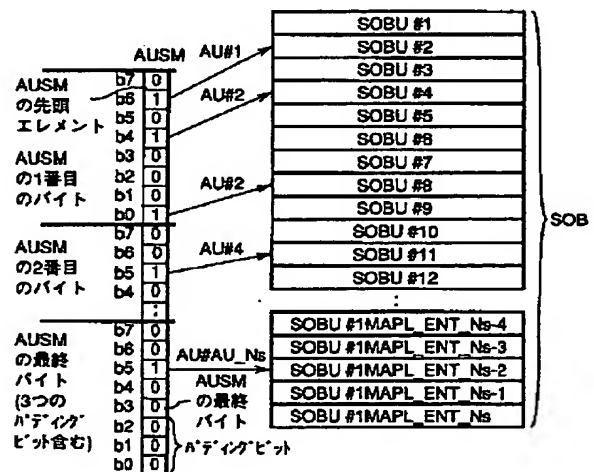 AUSM
AUSM
の先頭
エレメント
AUSM
の1番目
のバイト
AUSM
の2番目
のバイト
AUSM
の最終
バイト
(3つの
パディング
ビット含む)
b7 0
b6 1
b5 0
b4 1
b3 0
b2 0
b1 0
b0 1
b7 0
b6 0
b5 1
b4 0
:
b7 0
b6 0
b5 1
b4 0
b3 0
b2 0
b1 0
b0 0
AU#1
AU#2
AU#2
AU#4
AU#AU_Ns
AUSM
の最終
バイト
パディングビット
SOBU #1
SOBU #2
SOBU #3
SOBU #4
SOBU #5
SOBU #6
SOBU #7
SOBU #8
SOBU #9
SOBU #10
SOBU #11
SOBU #12
:
SOBU #1MAPL_ENT_Ns-4
SOBU #1MAPL_ENT_Ns-3
SOBU #1MAPL_ENT_Ns-2
SOBU #1MAPL_ENT_Ns-1
SOBU #1MAPL_ENT_Ns
SOB